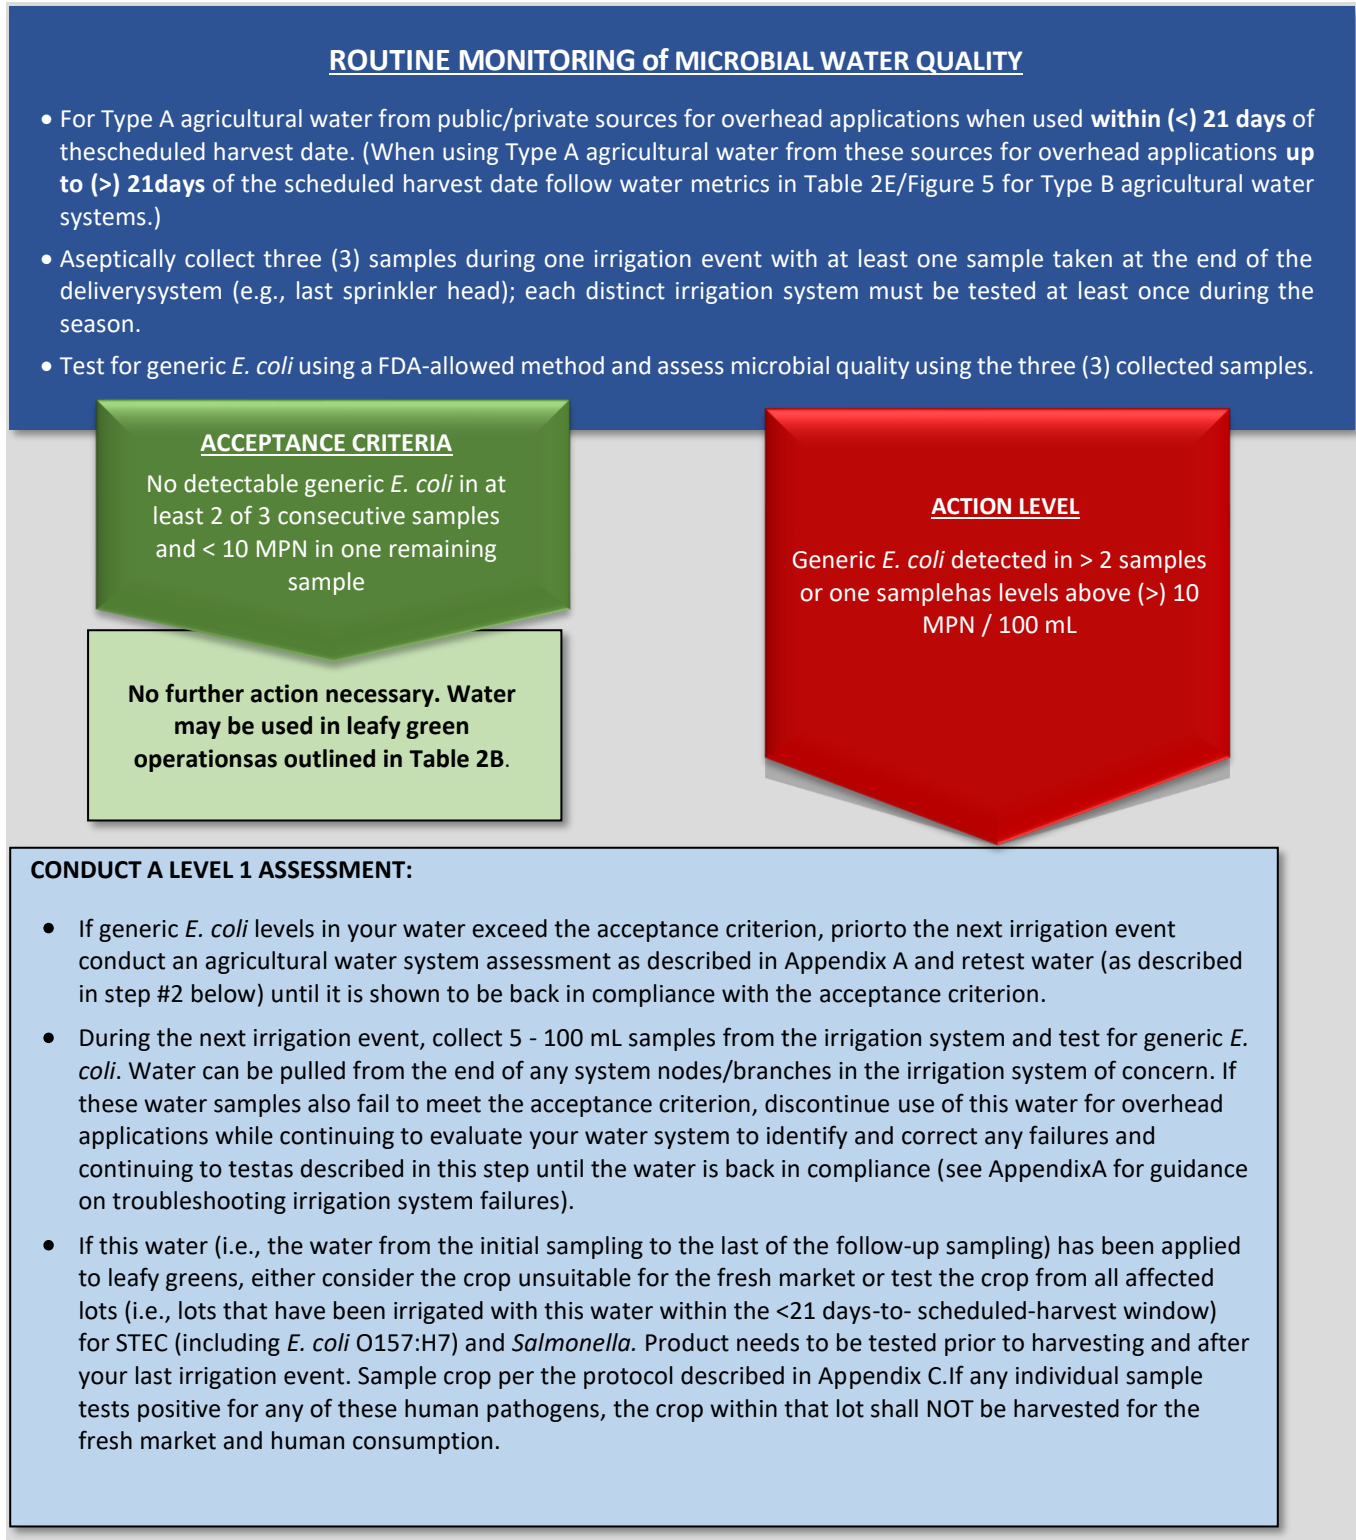 ROUTINE MONITORING of MICROBIAL WATER QUALITY
• For Type A agricultural water from public/private sources for overhead applications when used within (<) 21 days of
thescheduled harvest date. (When using Type A agricultural water from these sources for overhead applications up
to (>) 21days of the scheduled harvest date follow water metrics in Table 2E/Figure 5 for Type B agricultural water
systems.)
• Aseptically collect three (3) samples during one irrigation event with at least one sample taken at the end of the
deliverysystem (e.g., last sprinkler head); each distinct irrigation system must be tested at least once during the
season.
• Test for generic E. coli using a FDA-allowed method and assess microbial quality using the three (3) collected samples.
ACCEPTANCE CRITERIA
No detectable generic E. coli in at
least 2 of 3 consecutive samples
and < 10 MPN in one remaining
sample
No further action necessary. Water
may be used in leafy green
operationsas outlined in Table 2B.
ACTION LEVEL
Generic E. coli detected in > 2 samples
or one samplehas levels above (>) 10
MPN / 100 mL
CONDUCT A LEVEL 1 ASSESSMENT:
• If generic E. coli levels in your water exceed the acceptance criterion, priorto the next irrigation event
conduct an agricultural water system assessment as described in Appendix A and retest water (as described
in step #2 below) until it is shown to be back in compliance with the acceptance criterion.
• During the next irrigation event, collect 5 - 100 mL samples from the irrigation system and test for generic E.
coli. Water can be pulled from the end of any system nodes/branches in the irrigation system of concern. If
these water samples also fail to meet the acceptance criterion, discontinue use of this water for overhead
applications while continuing to evaluate your water system to identify and correct any failures and
continuing to testas described in this step until the water is back in compliance (see AppendixA for guidance
on troubleshooting irrigation system failures).
• If this water (i.e., the water from the initial sampling to the last of the follow-up sampling) has been applied
to leafy greens, either consider the crop unsuitable for the fresh market or test the crop from all affected
lots (i.e., lots that have been irrigated with this water within the <21 days-to- scheduled-harvest window)
for STEC (including E. coli O157:H7) and Salmonella. Product needs to be tested prior to harvesting and after
your last irrigation event. Sample crop per the protocol described in Appendix C.If any individual sample
tests positive for any of these human pathogens, the crop within that lot shall NOT be harvested for the
fresh market and human consumption.